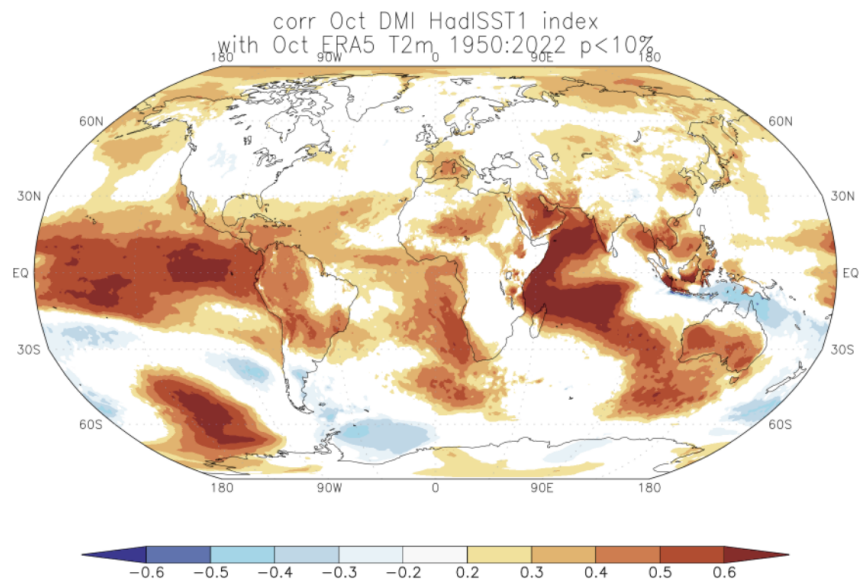 corr Oct DMI HadISST1 index
with Oct ERA5 T2m 1950:2022 p<10%
180 90W 0 90E 180
60N 60N
30N 30N
EQ EQ
30S 30S
60S 60S
180 90W 0 90E 180
-0.6 -0.5 -0.4 -0.3 -0.2 0.2 0.3 0.4 0.5 0.6